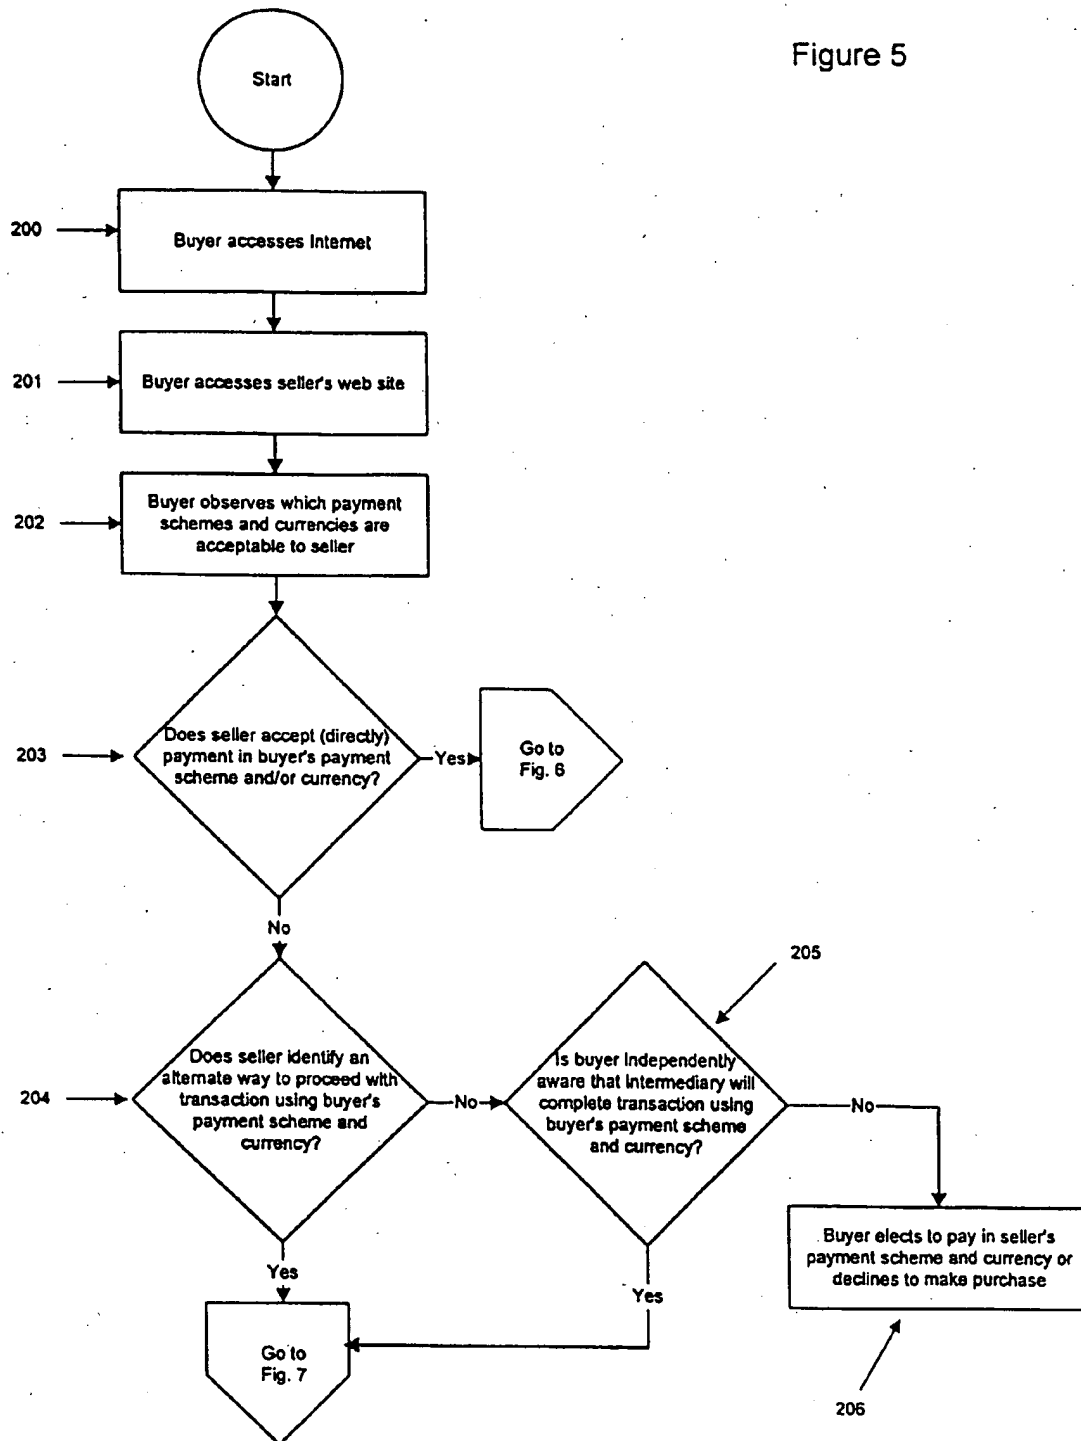 Figure 5
Start
200
Buyer accesses Internet
201
Buyer accesses seller's web site
202
Buyer observes which payment
schemes and currencies are
acceptable to seller
203
Does seller accept (directly)
payment in buyer's payment
scheme and/or currency?
Yes
Go to
Fig. 6
No
204
Does seller identify an
alternate way to proceed with
transaction using buyer's
payment scheme and
currency?
No
205
Is buyer Independently
aware that Intermediary will
complete transaction using
buyer's payment scheme
and currency?
No
Buyer elects to pay in seller's
payment scheme and currency or
declines to make purchase
206
Yes
Yes
Go to
Fig. 7